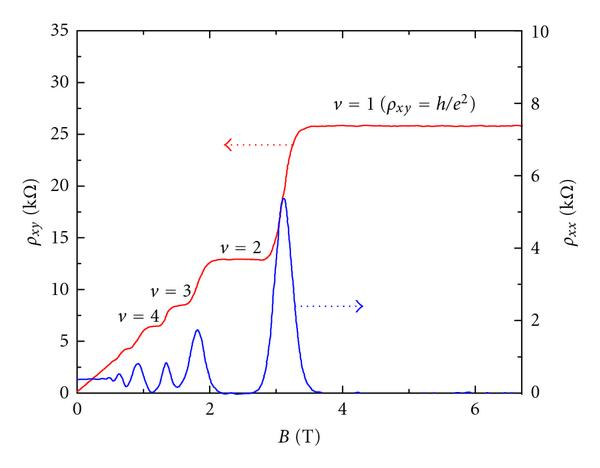 35
30
25
20
15
10
5
0
ρxy (kΩ)
10
8
6
4
2
0
ρxx (kΩ)
ν = 1 (ρxy = h/e²)
ν = 2
ν = 3
ν = 4
0 2 4 6
B (T)